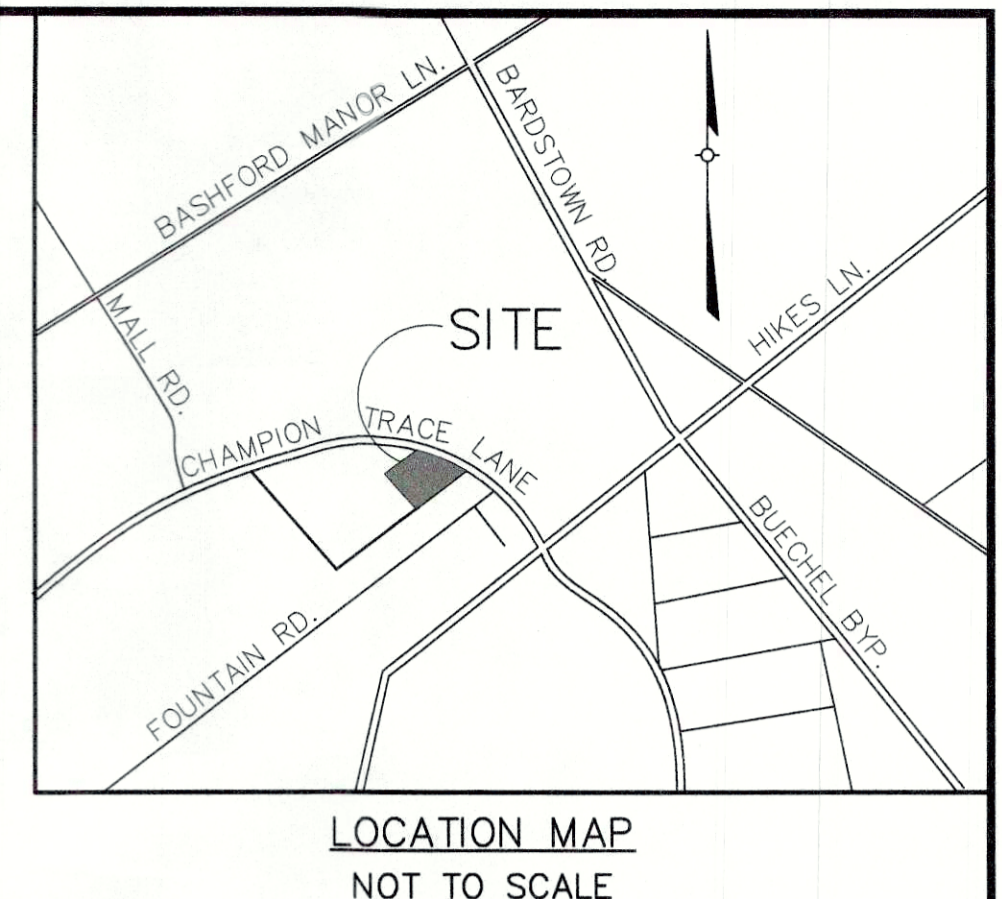 BASHFORD MANOR LN.
BARDSTOWN RD.
HIKES LN.
MALL RD.
SITE
CHAMPION TRACE LANE
BUECHEL BYP.
FOUNTAIN RD.
LOCATION MAP
NOT TO SCALE